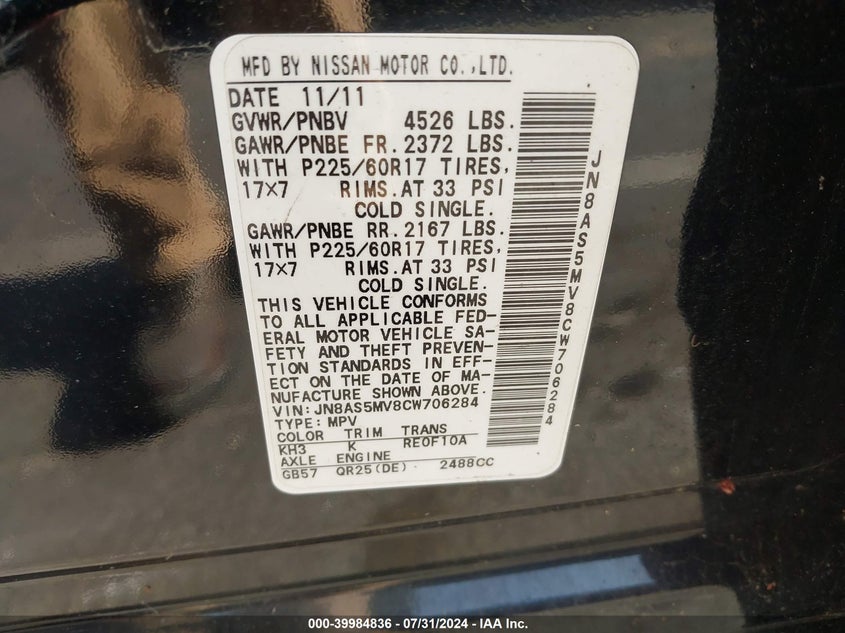 MFD BY NISSAN MOTOR CO.,LTD.
DATE 11/11
GVWR/PNBV 4526 LBS.
GAWR/PNBE FR. 2372 LBS.
WITH P225/60R17 TIRES,
17×7 RIMS.AT 33 PSI
COLD SINGLE.
GAWR/PNBE RR. 2167 LBS.
WITH P225/60R17 TIRES,
17×7 RIMS.AT 33 PSI
COLD SINGLE.
THIS VEHICLE CONFORMS
TO ALL APPLICABLE FED-
ERAL MOTOR VEHICLE SA-
FETY AND THEFT PREVEN-
TION STANDARDS IN EFF-
ECT ON THE DATE OF MA-
NUFACTURE SHOWN ABOVE.
VIN:JN8AS5MV8CW706284
TYPE:MPV
COLOR TRIM TRANS
KH3 K RE0F10A
AXLE ENGINE
GB57 QR25(DE) 2488CC
JN8AS5MV8CW706284
000-39984836 - 07/31/2024 - IAA Inc.